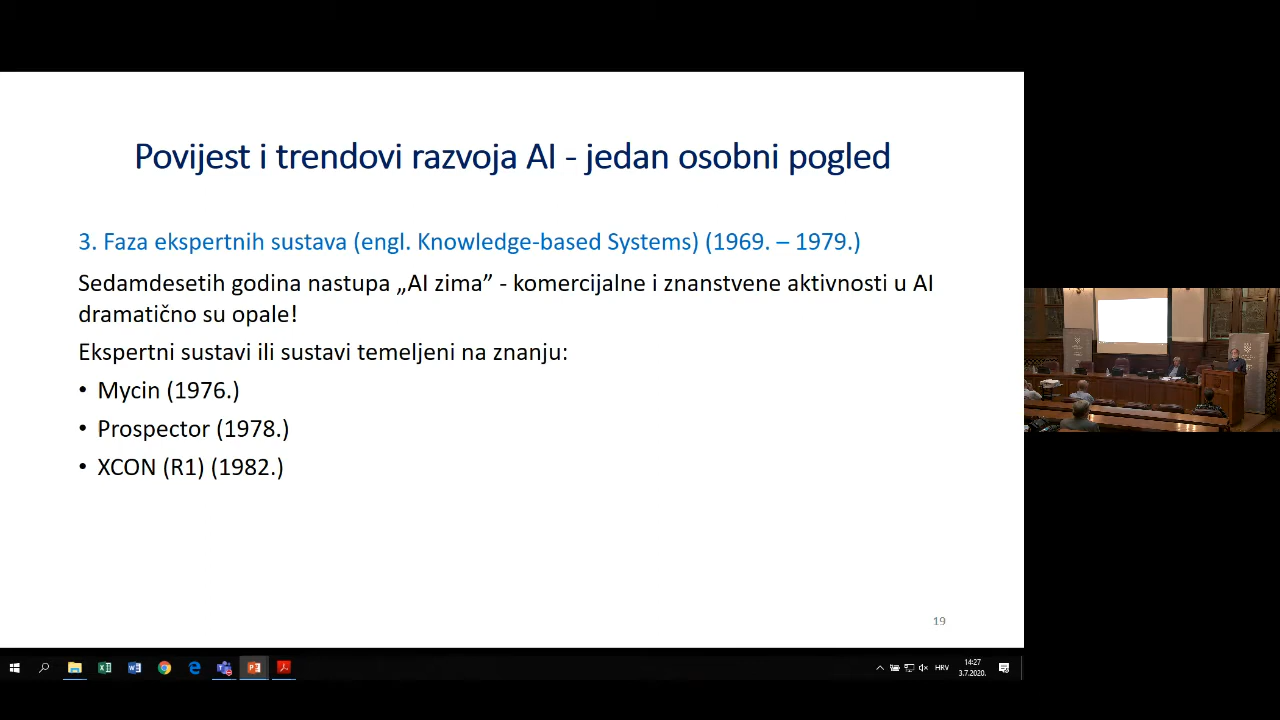 Povijest i trendovi razvoja AI - jedan osobni pogled
3. Faza ekspertnih sustava (engl. Knowledge-based Systems) (1969. – 1979.)
Sedamdesetih godina nastupa „AI zima” - komercijalne i znanstvene aktivnosti u AI
dramatično su opale!
Ekspertni sustavi ili sustavi temeljeni na znanju:
• Mycin (1976.)
• Prospector (1978.)
• XCON (R1) (1982.)
19
HRV
14:27
3.7.2020.